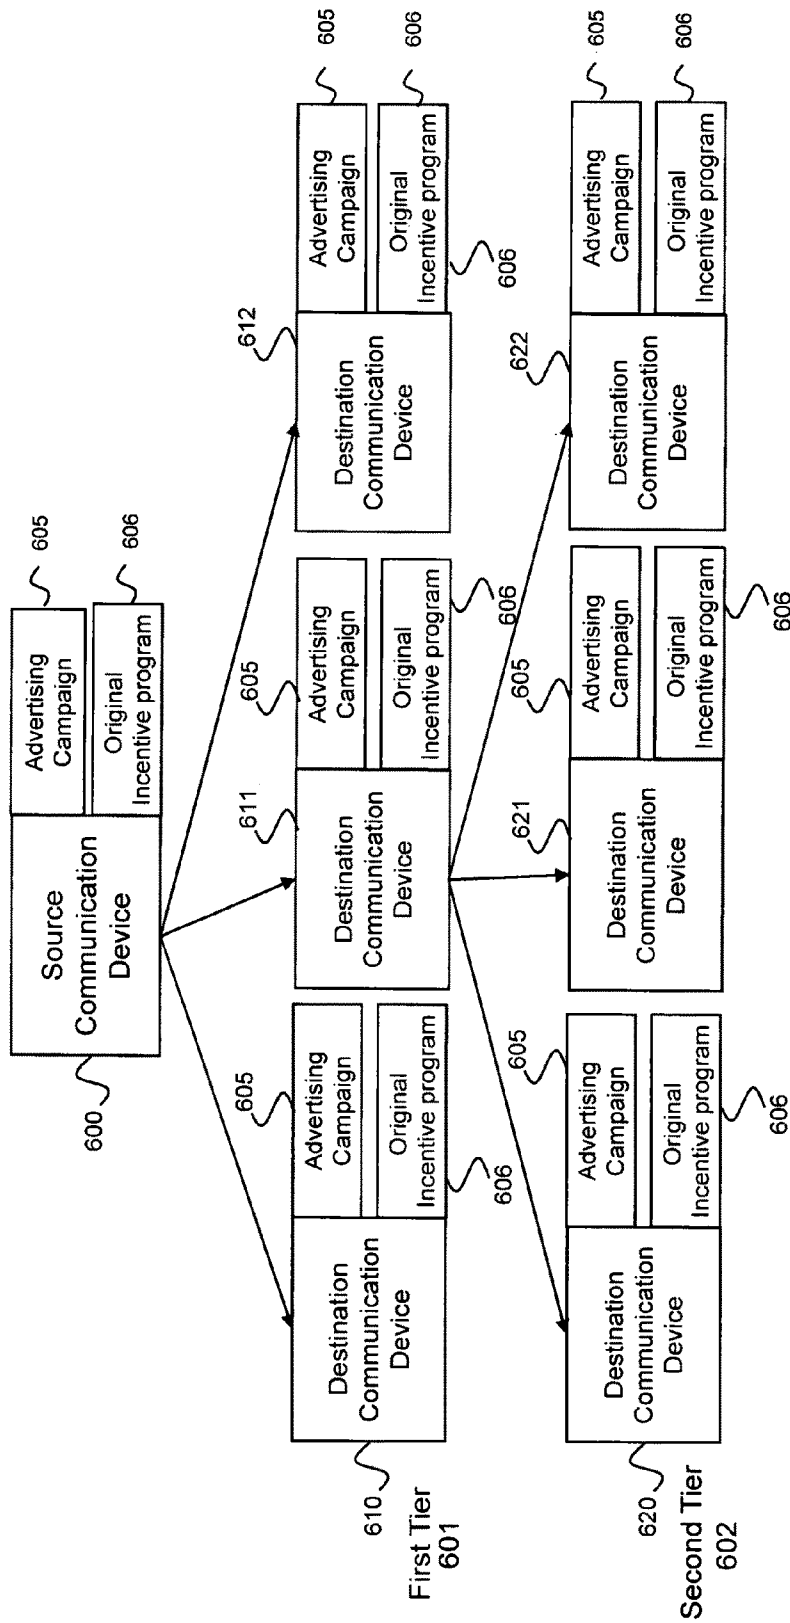 Source
Communication
Device
600
Advertising
Campaign
605
Original
Incentive program
606
First Tier
601
Destination
Communication
Device
610
Advertising
Campaign
605
Original
Incentive program
606
Destination
Communication
Device
611
Advertising
Campaign
605
Original
Incentive program
606
Destination
Communication
Device
612
Advertising
Campaign
605
Original
Incentive program
606
606
Second Tier
602
Destination
Communication
Device
620
Advertising
Campaign
605
Original
Incentive program
606
Destination
Communication
Device
621
Advertising
Campaign
605
Original
Incentive program
606
Destination
Communication
Device
622
Advertising
Campaign
605
Original
Incentive program
606